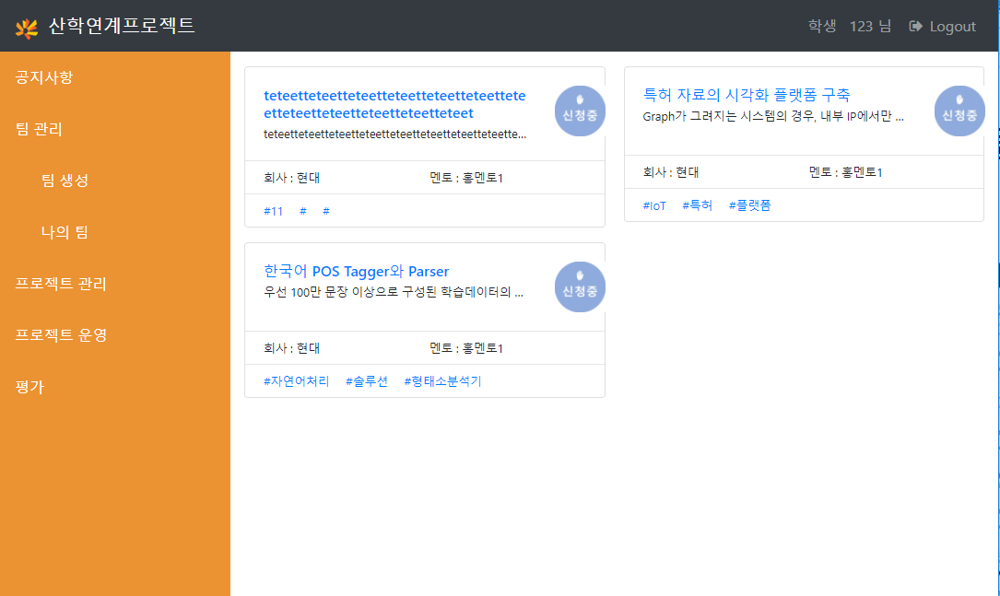 산학연계프로젝트
학생 123 님 Logout
공지사항
팀 관리
팀 생성
나의 팀
프로젝트 관리
프로젝트 운영
평가
teteetteteetteteetteteetteteetteteettete
etteteetteteetteteetteteetteteet
teteetteteetteteetteteetteteetteteetteteetteteette...
신청중
회사 : 현대 멘토 : 홍멘토1
#11 # #
특허 자료의 시각화 플랫폼 구축
Graph가 그려지는 시스템의 경우, 내부 IP에서만 ...
신청중
회사 : 현대 멘토 : 홍멘토1
#IoT #특허 #플랫폼
한국어 POS Tagger와 Parser
우선 100만 문장 이상으로 구성된 학습데이터의 ...
신청중
회사 : 현대 멘토 : 홍멘토1
#자연어처리 #솔루션 #형태소분석기